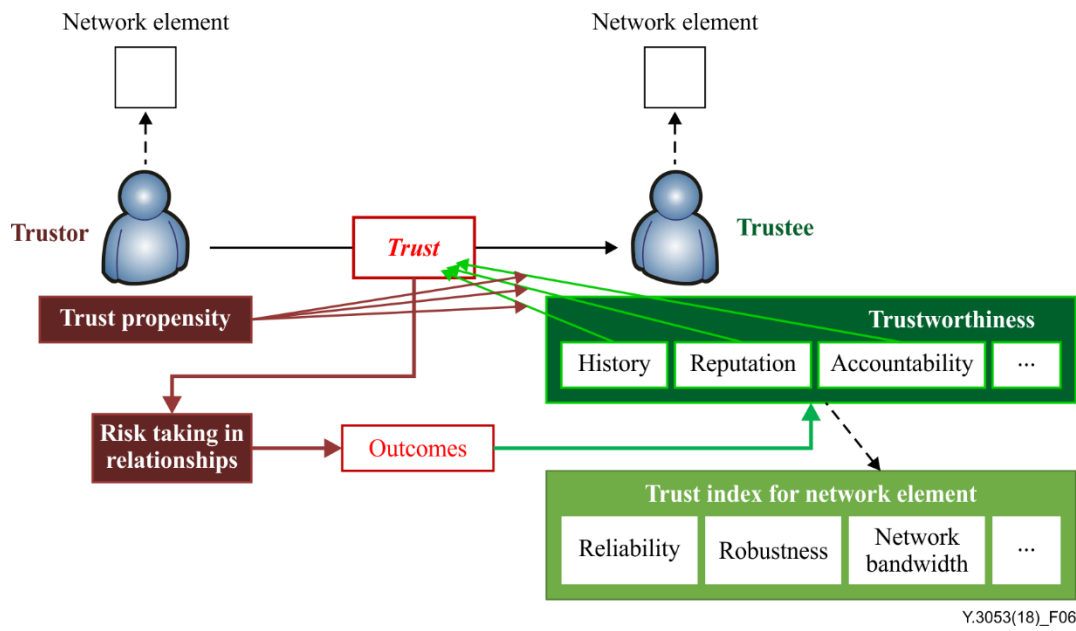 Network element
Network element
Trustor
Trust
Trustee
Trust propensity
Trustworthiness
History
Reputation
Accountability
...
Risk taking in
relationships
Outcomes
Trust index for network element
Reliability
Robustness
Network
bandwidth
...
Y.3053(18)_F06